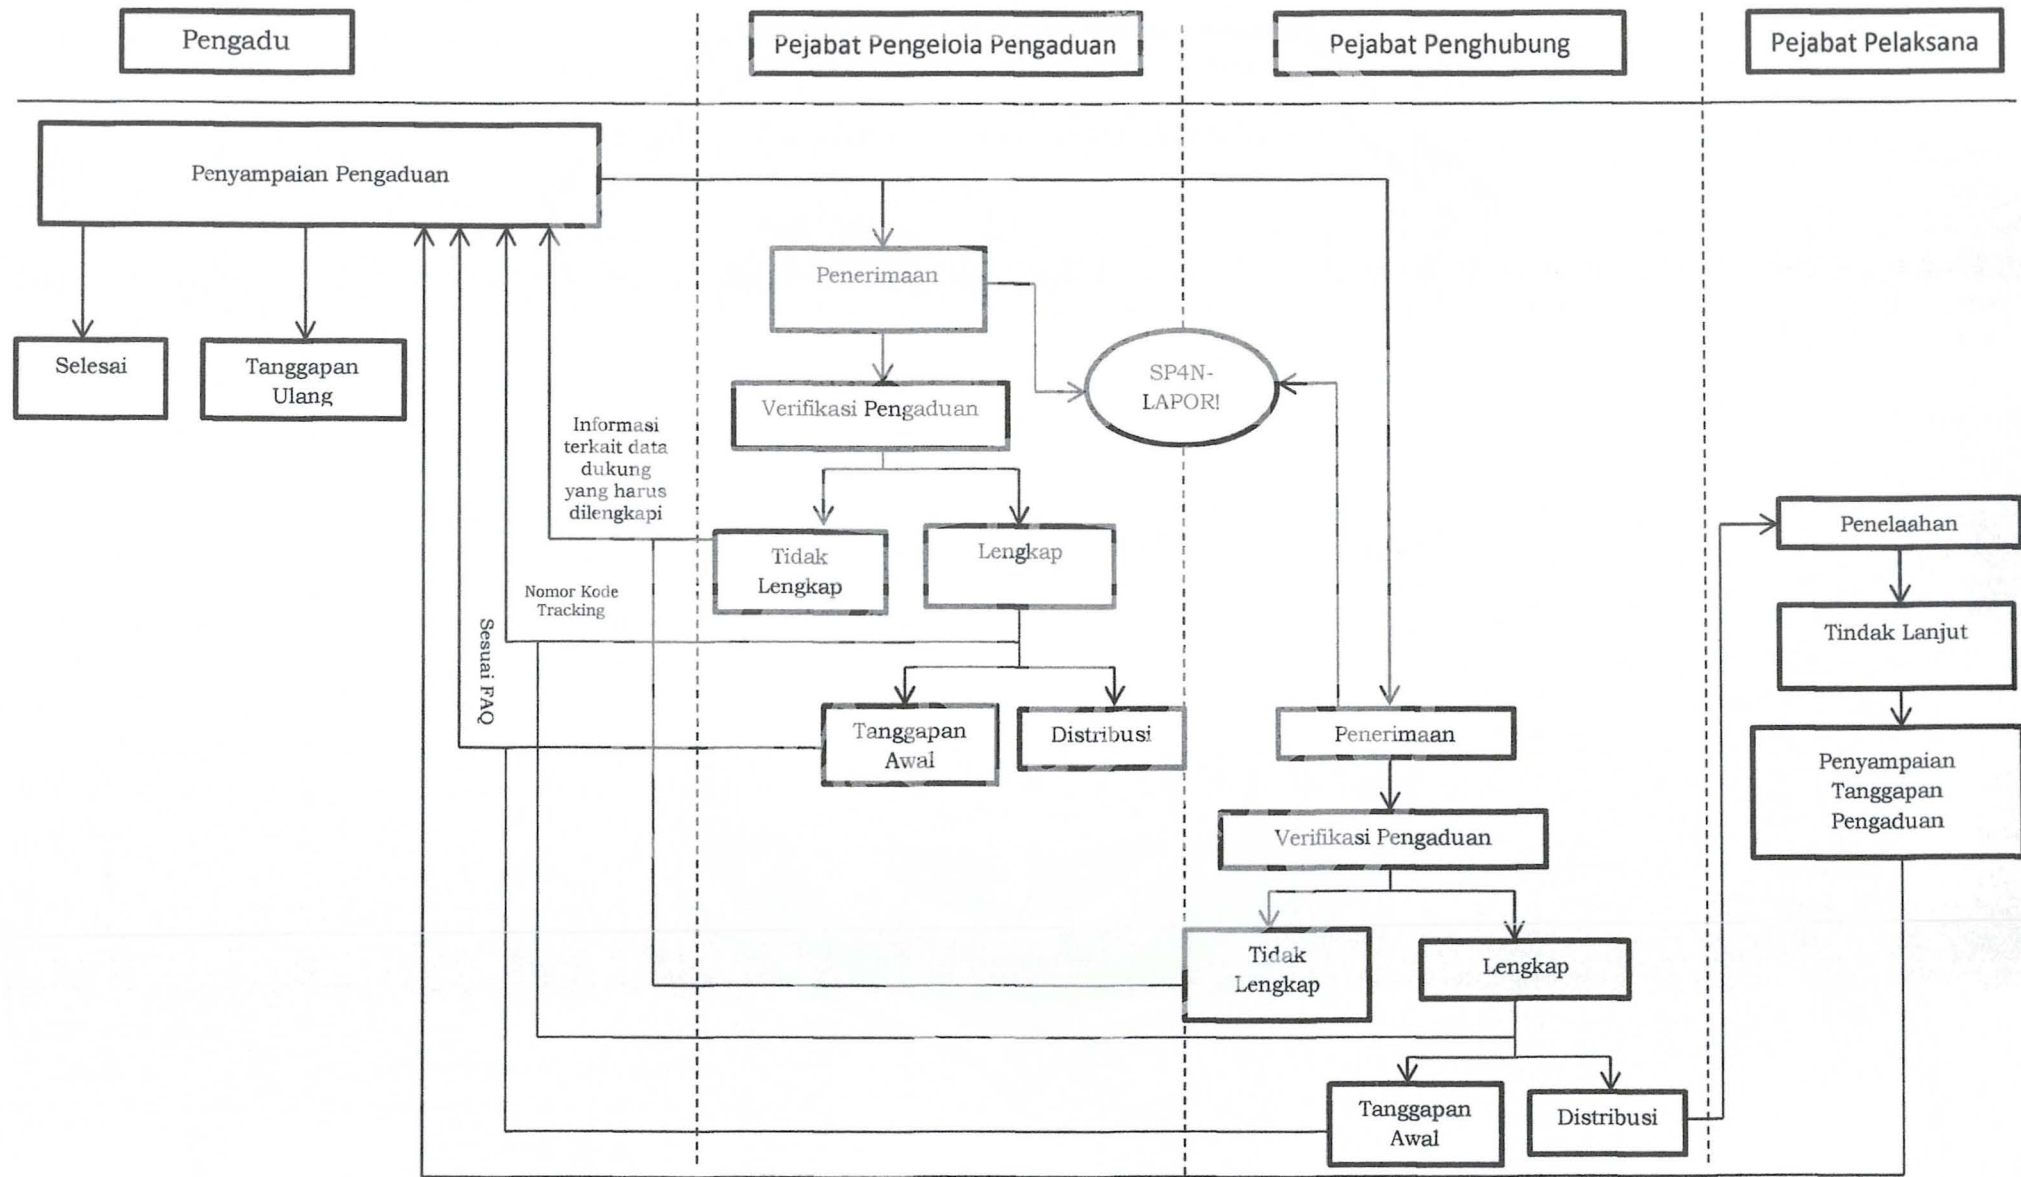 Pengadu
Pejabat Pengelola Pengaduan
Pejabat Penghubung
Pejabat Pelaksana
Penyampaian Pengaduan
Selesai
Tanggapan
Ulang
Penerimaan
SP4N-
LAPOR!
Verifikasi Pengaduan
Informasi
terkait data
dukung
yang harus
dilengkapi
Tidak
Lengkap
Lengkap
Nomor Kode
Tracking
Sesuai FAQ
Tanggapan
Awal
Distribusi
Penerimaan
Verifikasi Pengaduan
Tidak
Lengkap
Lengkap
Tanggapan
Awal
Distribusi
Penelaahan
Tindak Lanjut
Penyampaian
Tanggapan
Pengaduan